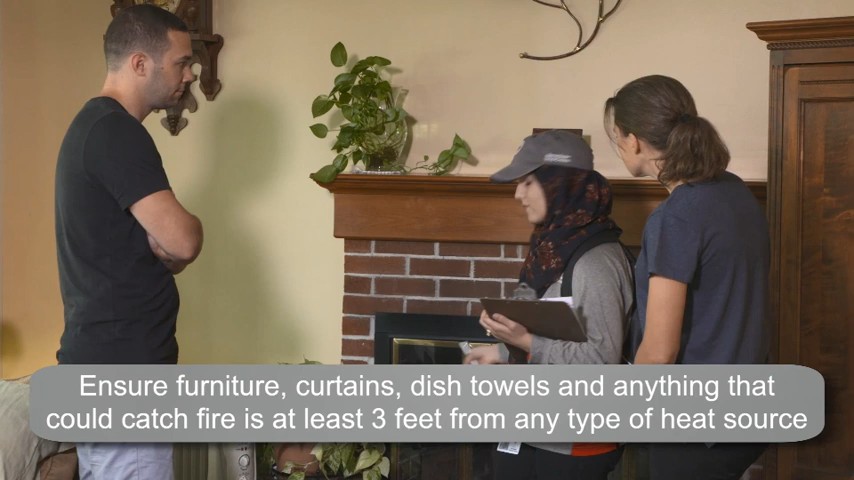 Ensure furniture, curtains, dish towels and anything that
could catch fire is at least 3 feet from any type of heat source